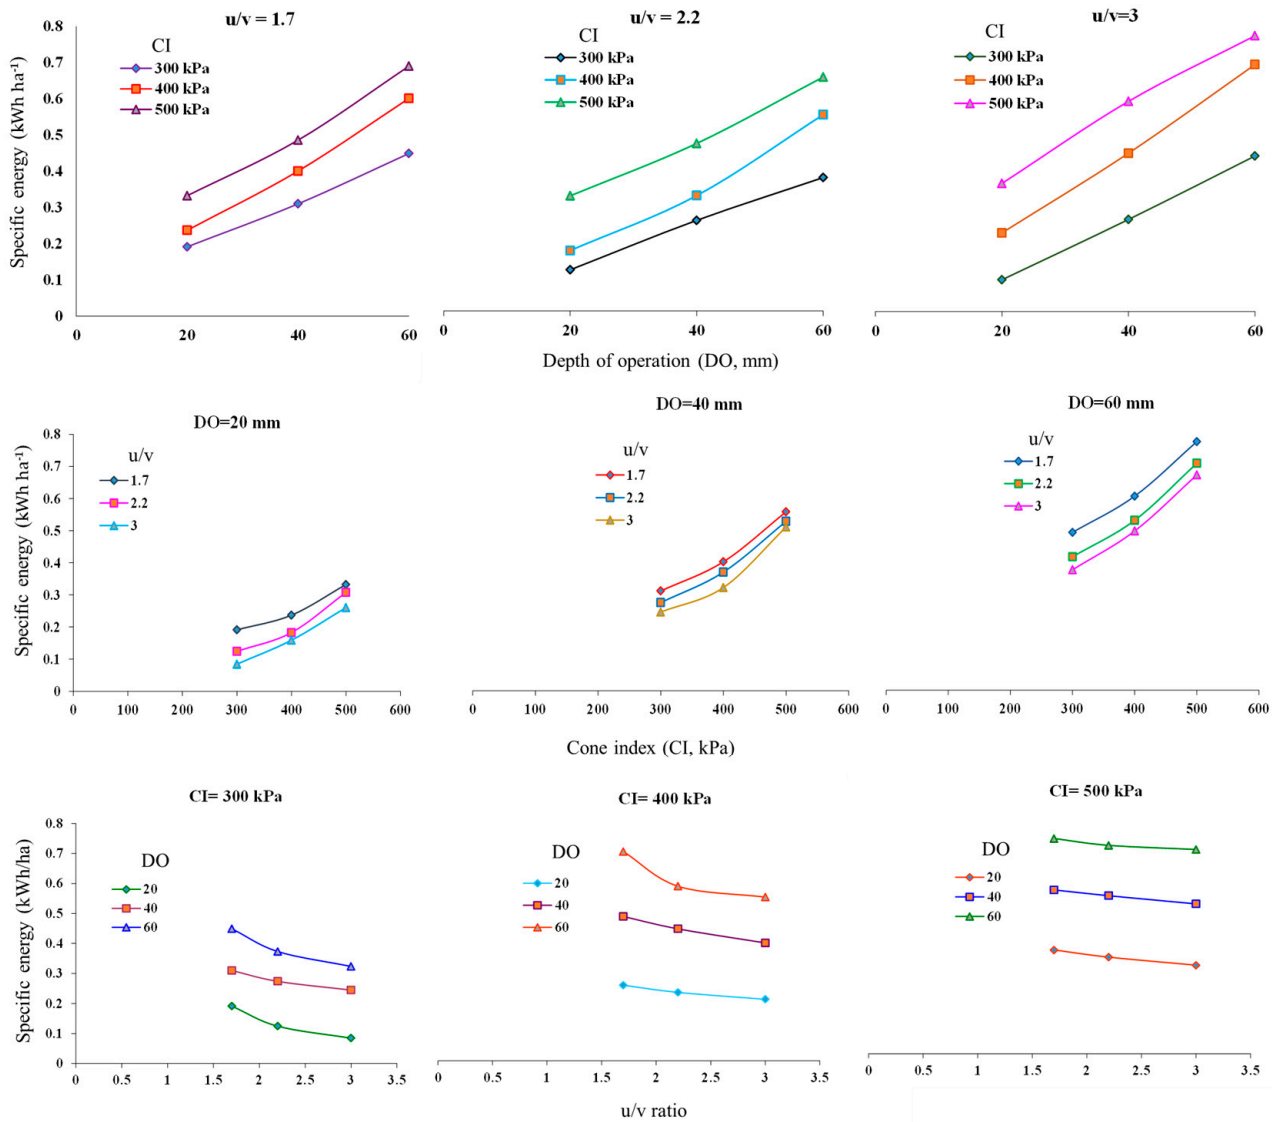 u/v = 1.7
CI
300 kPa
400 kPa
500 kPa
Specific energy (kWh ha⁻¹)
0.8
0.7
0.6
0.5
0.4
0.3
0.2
0.1
0
0 20 40 60
u/v = 2.2
CI
300 kPa
400 kPa
500 kPa
0 20 40 60
u/v=3
CI
300 kPa
400 kPa
500 kPa
0 20 40 60
Depth of operation (DO, mm)
DO=20 mm
u/v
1.7
2.2
3
Specific energy (kWh ha⁻¹)
0.8
0.7
0.6
0.5
0.4
0.3
0.2
0.1
0
0 100 200 300 400 500 600
DO=40 mm
u/v
1.7
2.2
3
0 100 200 300 400 500 600
DO=60 mm
u/v
1.7
2.2
3
0 100 200 300 400 500 600
Cone index (CI, kPa)
CI= 300 kPa
DO
20
40
60
Specific energy (kWh/ha)
0.8
0.7
0.6
0.5
0.4
0.3
0.2
0.1
0
0 0.5 1 1.5 2 2.5 3 3.5
CI= 400 kPa
DO
20
40
60
0 0.5 1 1.5 2 2.5 3 3.5
CI= 500 kPa
DO
20
40
60
0 0.5 1 1.5 2 2.5 3 3.5
u/v ratio